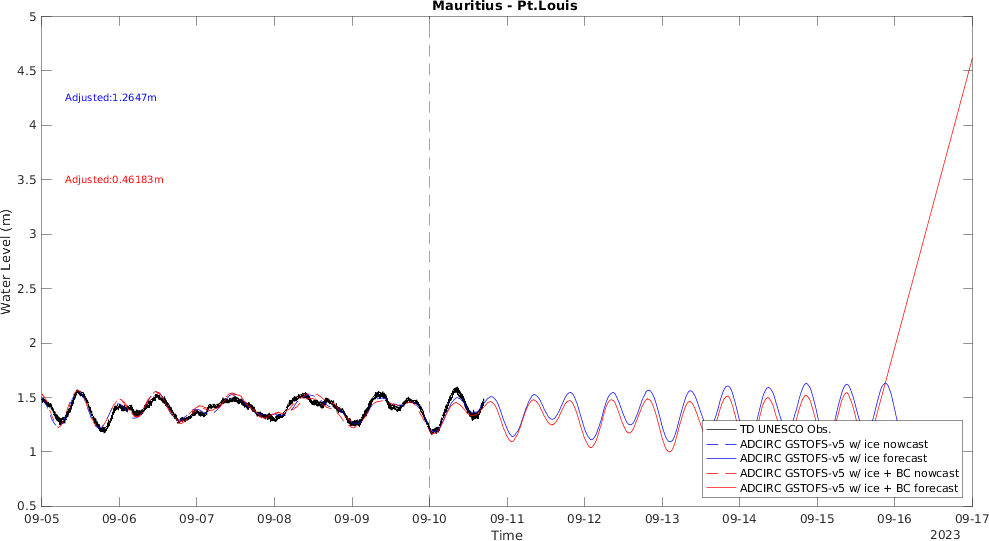 Mauritius - Pt.Louis
5
4.5
4
3.5
3
2.5
2
1.5
1
0.5
Water Level (m)
Adjusted:1.2647m
Adjusted:0.46183m
TD UNESCO Obs.
ADCIRC GSTOFS-v5 w/ ice nowcast
ADCIRC GSTOFS-v5 w/ ice forecast
ADCIRC GSTOFS-v5 w/ ice + BC nowcast
ADCIRC GSTOFS-v5 w/ ice + BC forecast
09-05 09-06 09-07 09-08 09-09 09-10 09-11 09-12 09-13 09-14 09-15 09-16 09-17
Time
2023